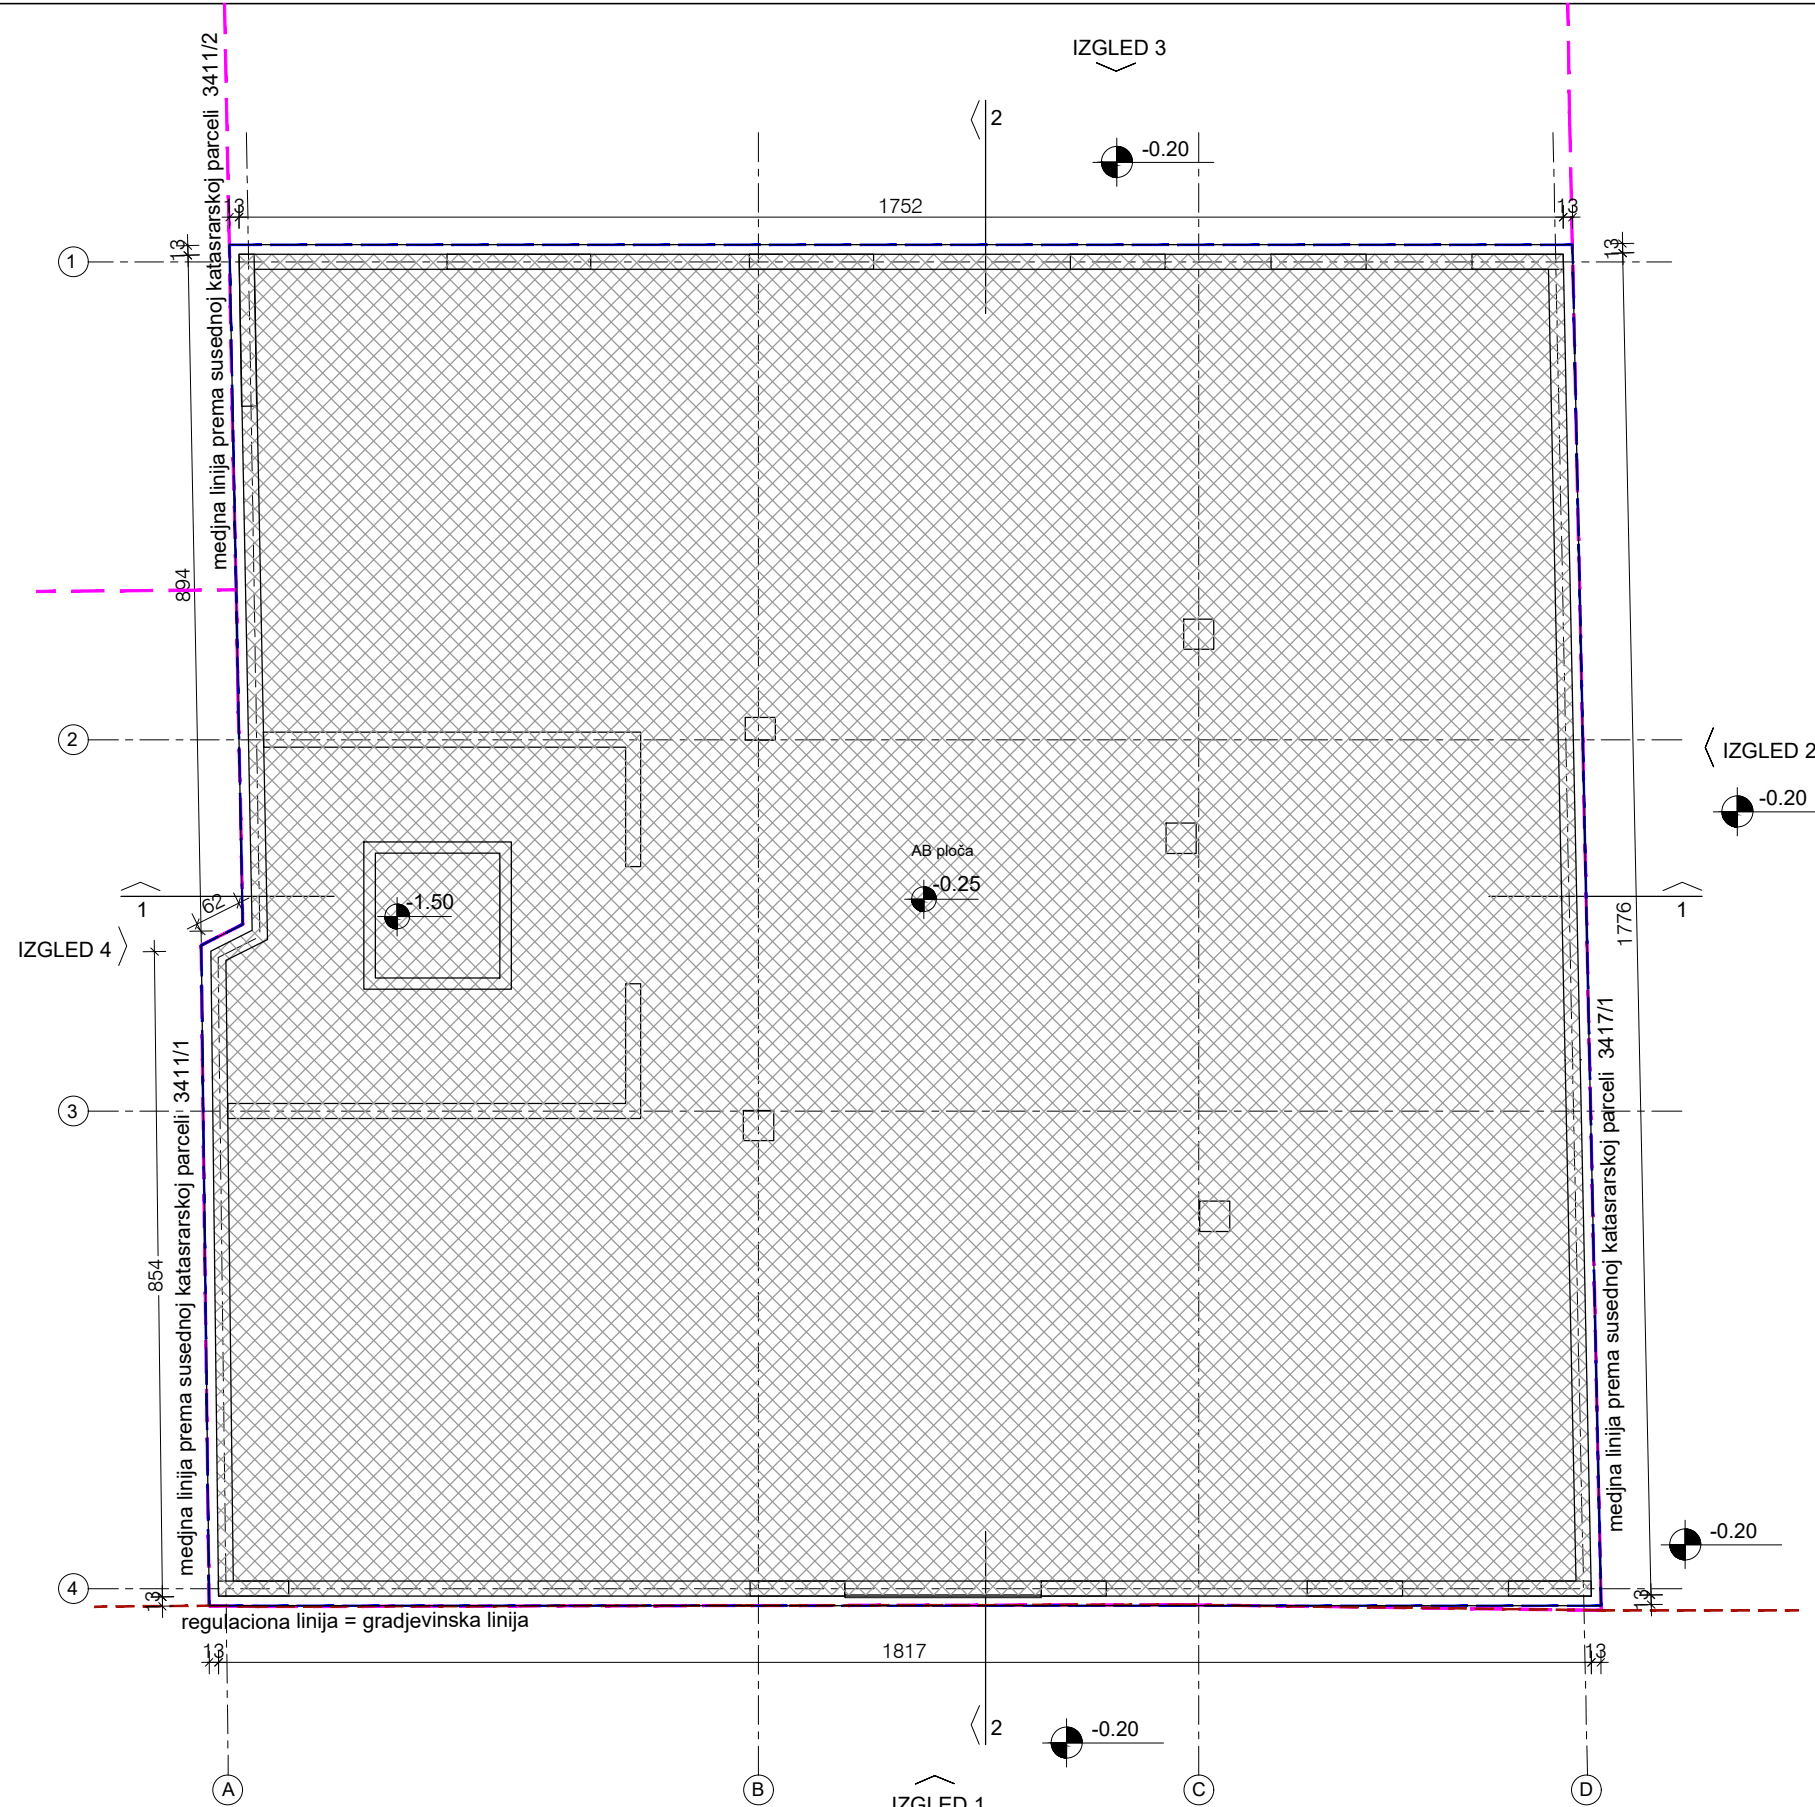 IZGLED 3
2
-0.20
medjna linija prema susednoj katasrarskoj parceli 3411/2
13
1752
13
13
13
1
894
2
IZGLED 2
-0.20
AB ploča
-0.25
-1.50
62
1
1
1776
IZGLED 4
medjna linija prema susednoj katasrarskoj parceli 3411/1
medjna linija prema susednoj katasrarskoj parceli 3417/1
3
854
-0.20
4
13
13
regulaciona linija = gradjevinska linija
13
1817
13
2
-0.20
A
B
C
D
IZGLED 1